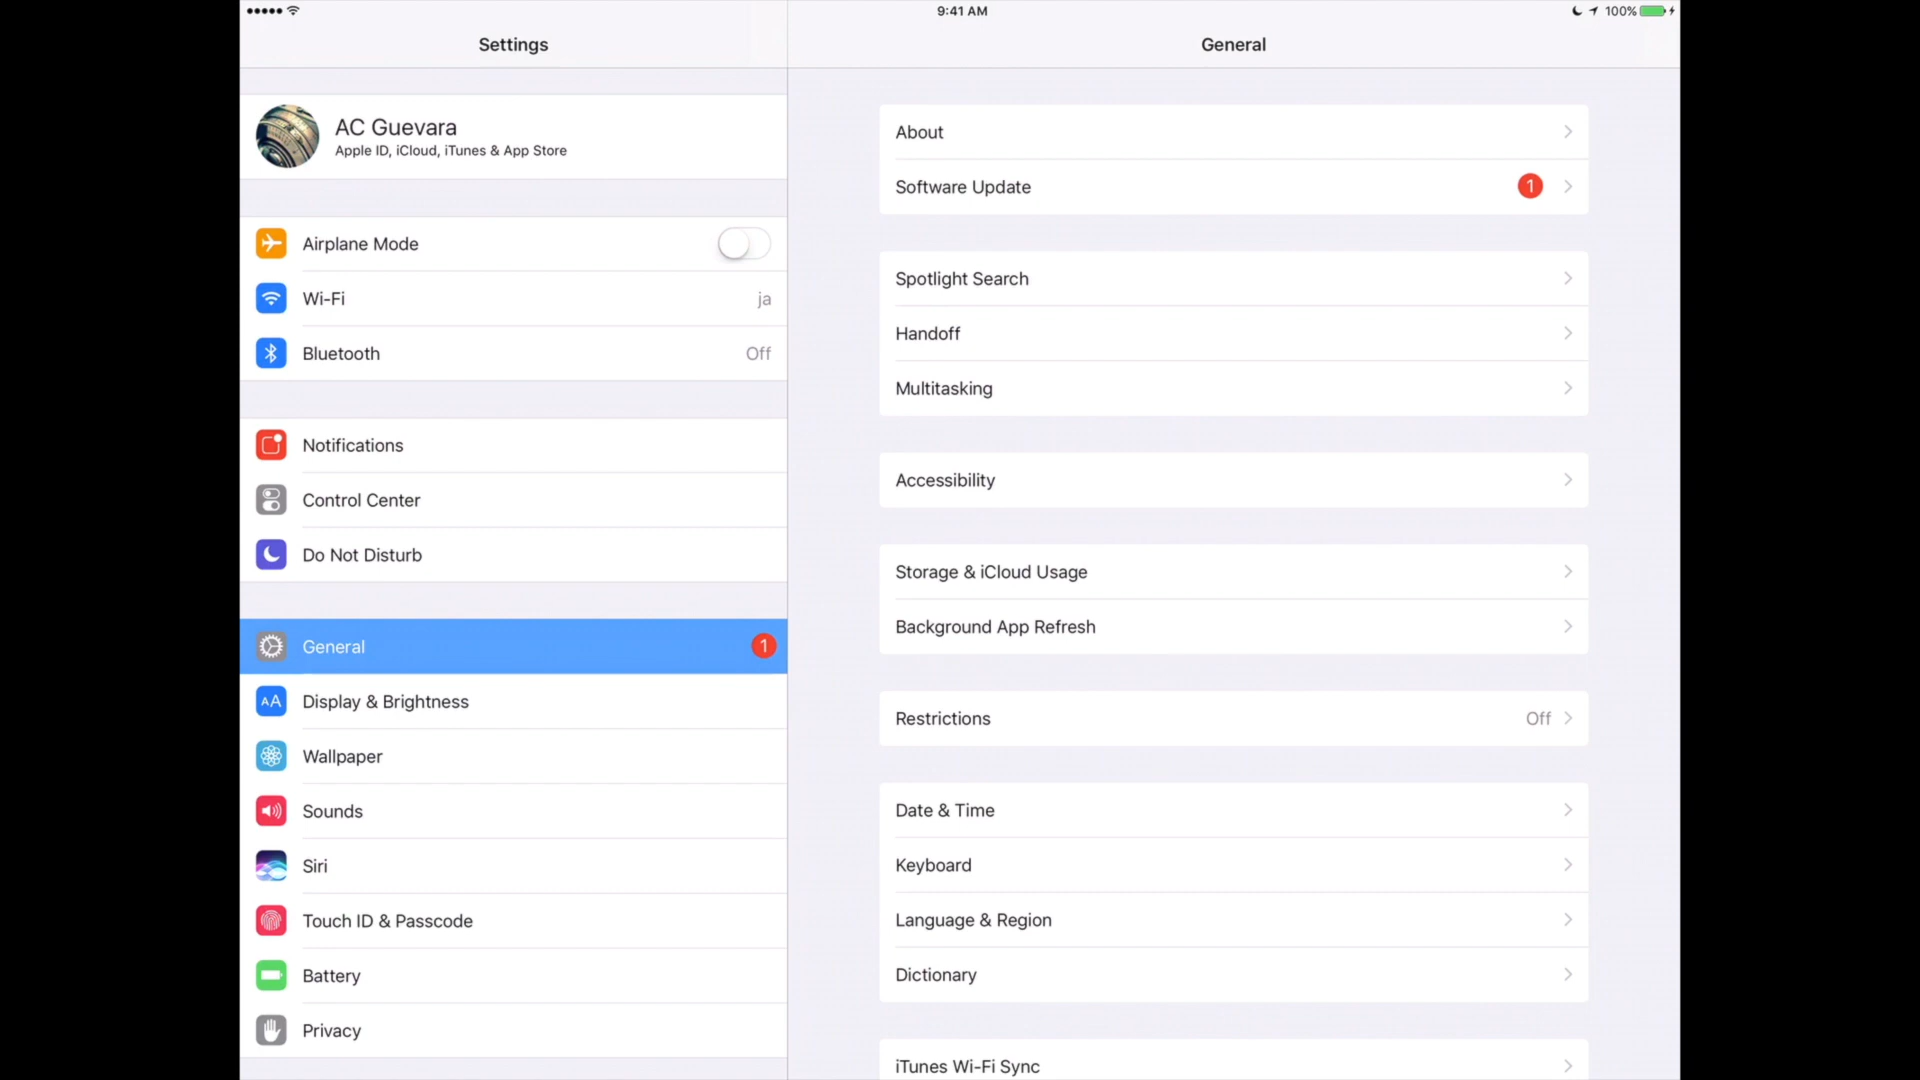 9:41 AM
100%
Settings
General
AC Guevara
Apple ID, iCloud, iTunes & App Store
Airplane Mode
Wi-Fi
ja
Bluetooth
Off
Notifications
Control Center
Do Not Disturb
General
1
Display & Brightness
AA
Wallpaper
Sounds
Siri
Touch ID & Passcode
Battery
Privacy
About
Software Update
1
Spotlight Search
Handoff
Multitasking
Accessibility
Storage & iCloud Usage
Background App Refresh
Restrictions
Off
Date & Time
Keyboard
Language & Region
Dictionary
iTunes Wi-Fi Sync